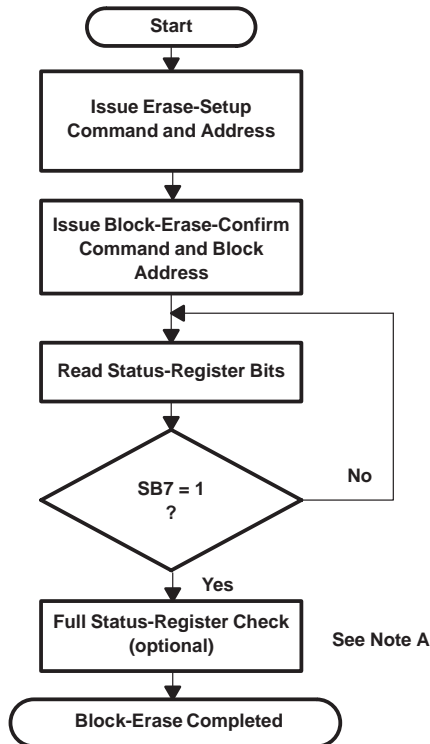 Start
Issue Erase-Setup
Command and Address
Issue Block-Erase-Confirm
Command and Block
Address
Read Status-Register Bits
SB7 = 1
?
No
Yes
Full Status-Register Check
(optional)
See Note A
Block-Erase Completed